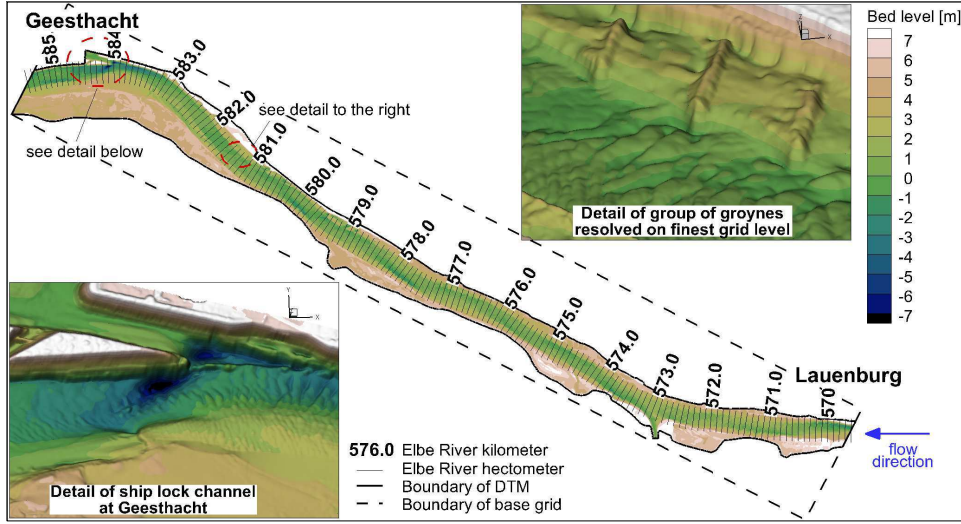 Geesthacht
585
584
583.0
582.0
581.0
580.0
579.0
578.0
577.0
576.0
575.0
574.0
573.0
572.0
571.0
570
see detail to the right
see detail below
Lauenburg
flow
direction
Detail of group of groynes
resolved on finest grid level
Z
X
Bed level [m]
7
6
5
4
3
2
1
0
-1
-2
-3
-4
-5
-6
-7
Y
X
Detail of ship lock channel
at Geesthacht
576.0 Elbe River kilometer
Elbe River hectometer
Boundary of DTM
Boundary of base grid